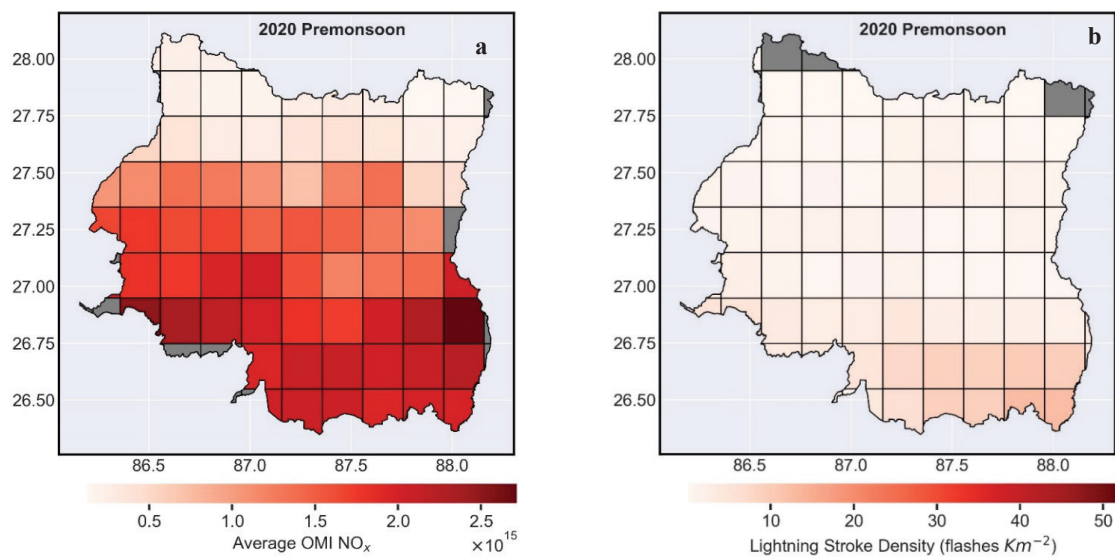 2020 Premonsoon
a
28.00
27.75
27.50
27.25
27.00
26.75
26.50
86.5 87.0 87.5 88.0
0.5 1.0 1.5 2.0 2.5
Average OMI NOx
×10¹⁵
2020 Premonsoon
b
28.00
27.75
27.50
27.25
27.00
26.75
26.50
86.5 87.0 87.5 88.0
10 20 30 40 50
Lightning Stroke Density (flashes Km⁻²)